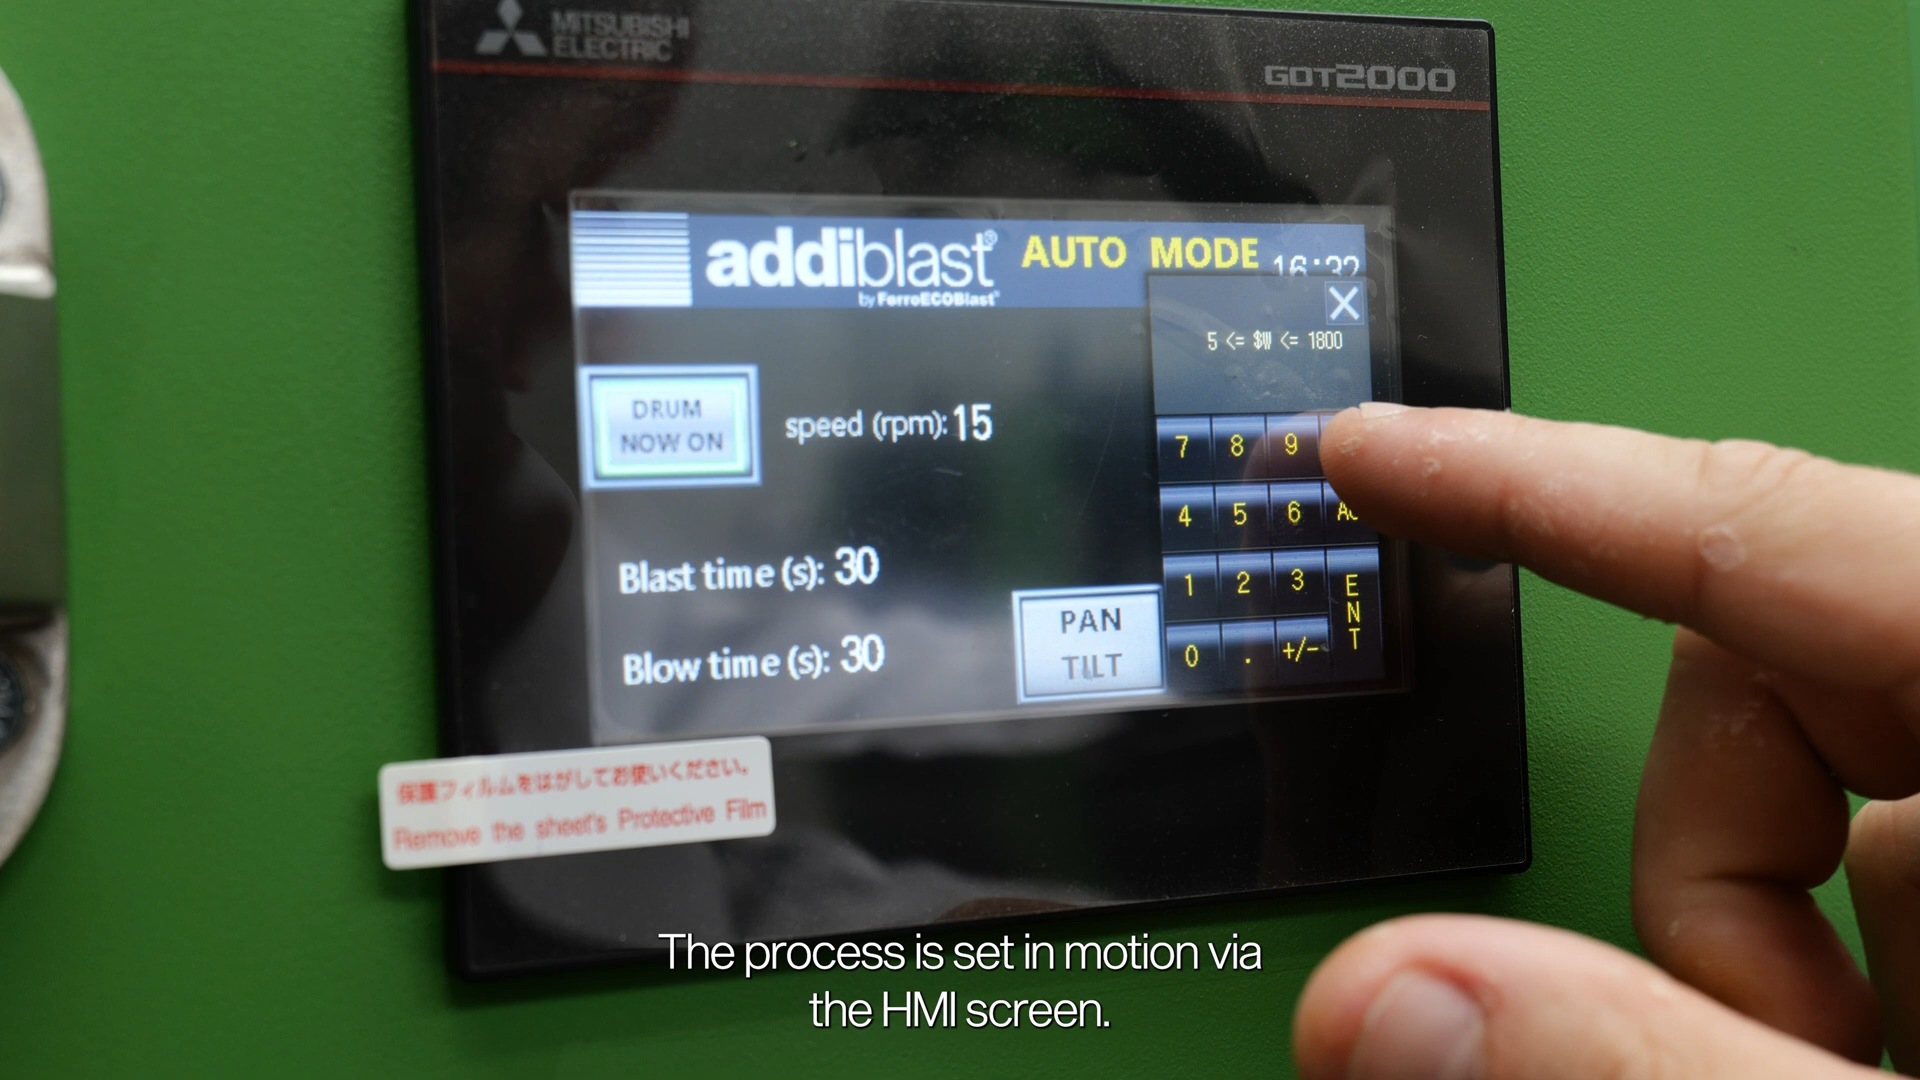 MITSUBISHI
ELECTRIC
GOT2000
addiblast®
by FerroECOBlast®
AUTO MODE
16:32
X
5 <= $W <= 1800
DRUM
NOW ON
speed (rpm): 15
7 8 9
4 5 6
1 2 3
ENT
0 . +/-
Blast time (s): 30
Blow time (s): 30
PAN
TILT
保護フィルムをはがしてお使いください。
Remove the sheet's Protective Film
The process is set in motion via
the HMI screen.